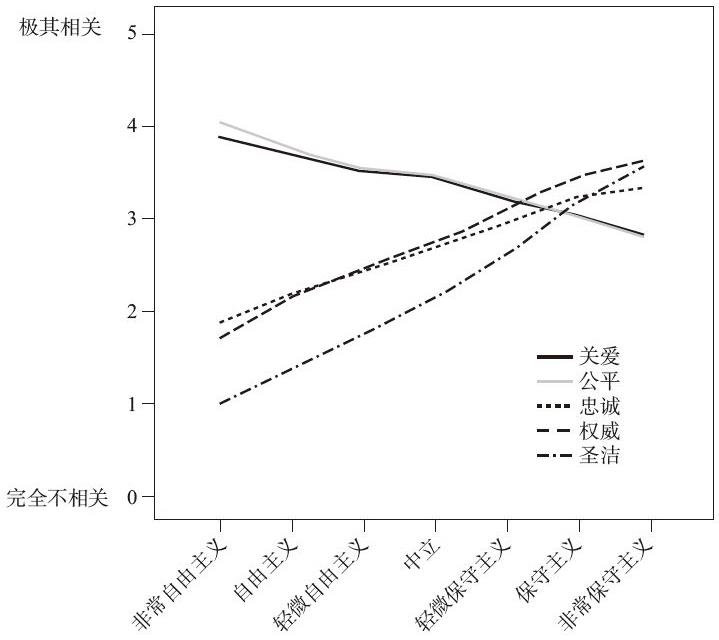 极其相关 5
4
3
2
1
完全不相关 0
关爱
公平
忠诚
权威
圣洁
非常自由主义
自由主义
轻微自由主义
中立
轻微保守主义
保守主义
非常保守主义